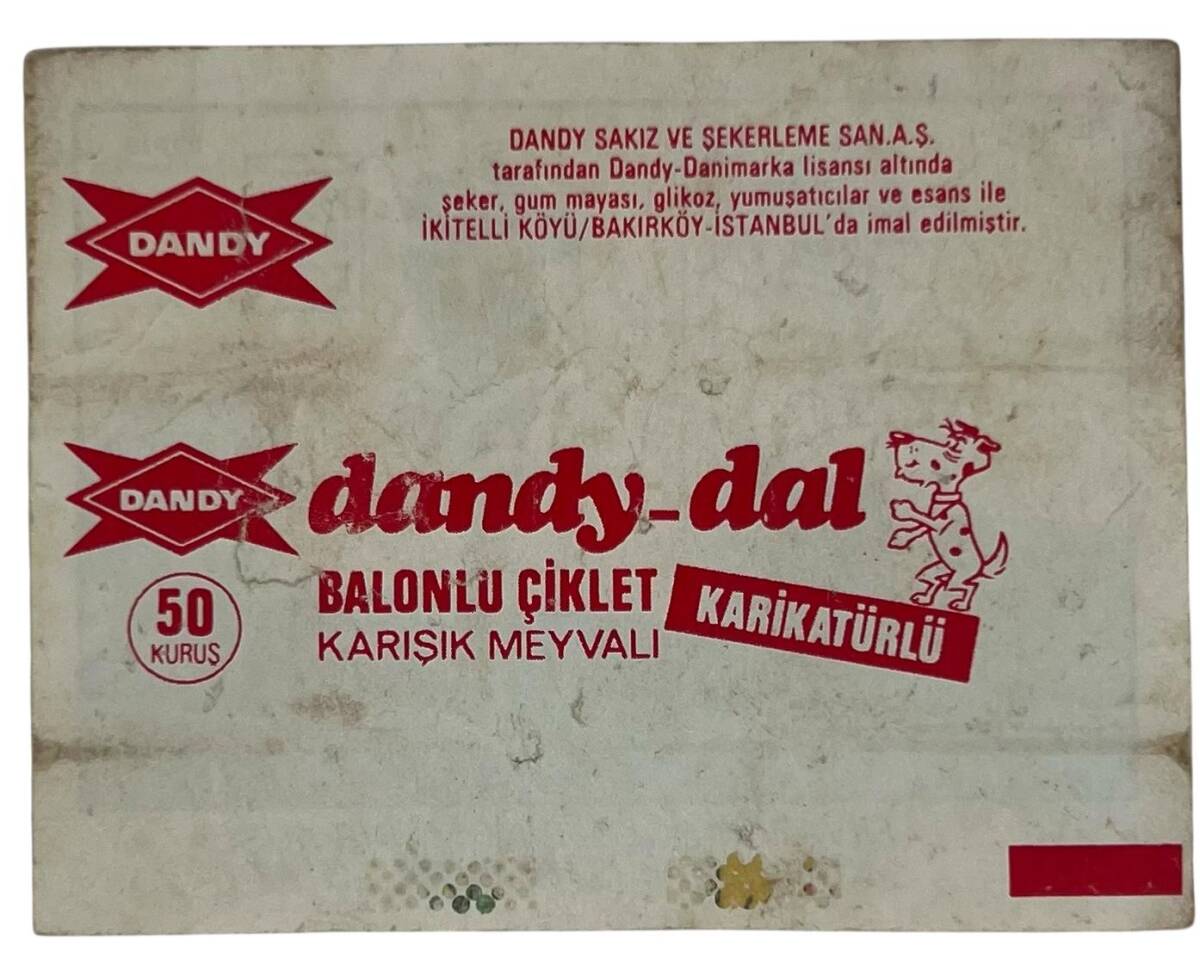 DANDY SAKIZ VE ŞEKERLEME SAN.A.Ş.
tarafından Dandy-Danimarka lisansı altında
şeker, gum mayası, glikoz, yumuşatıcılar ve esans ile
İKİTELLİ KÖYÜ/BAKIRKÖY-İSTANBUL'da imal edilmiştir.
DANDY
DANDY
dandy-dal
BALONLU ÇİKLET
KARIŞIK MEYVALI
KARİKATÜRLÜ
50
KURUŞ